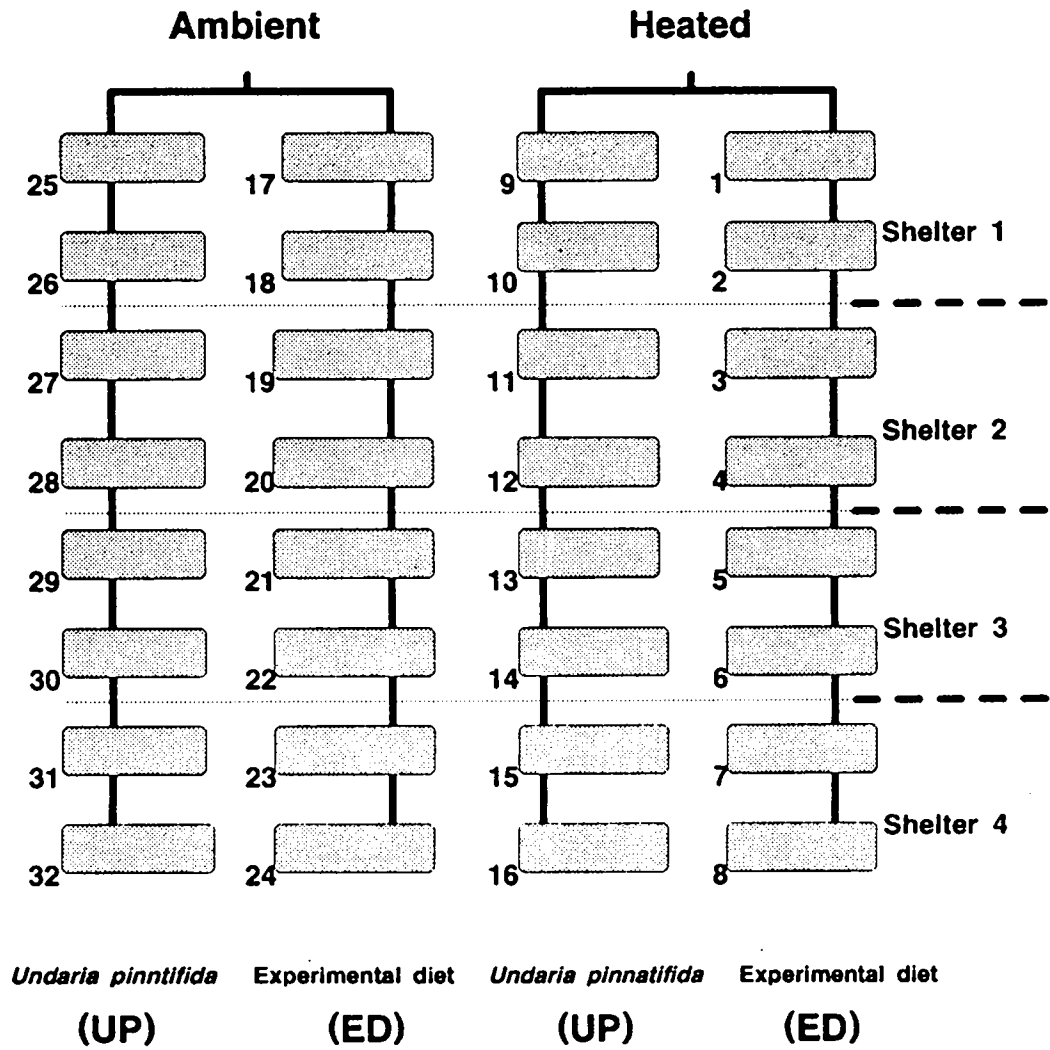 Ambient Heated
25 17 9 1
Shelter 1
26 18 10 2
27 19 11 3
Shelter 2
28 20 12 4
29 21 13 5
Shelter 3
30 22 14 6
31 23 15 7
Shelter 4
32 24 16 8
Undaria pinntifida Experimental diet Undaria pinnatifida Experimental diet
(UP) (ED) (UP) (ED)